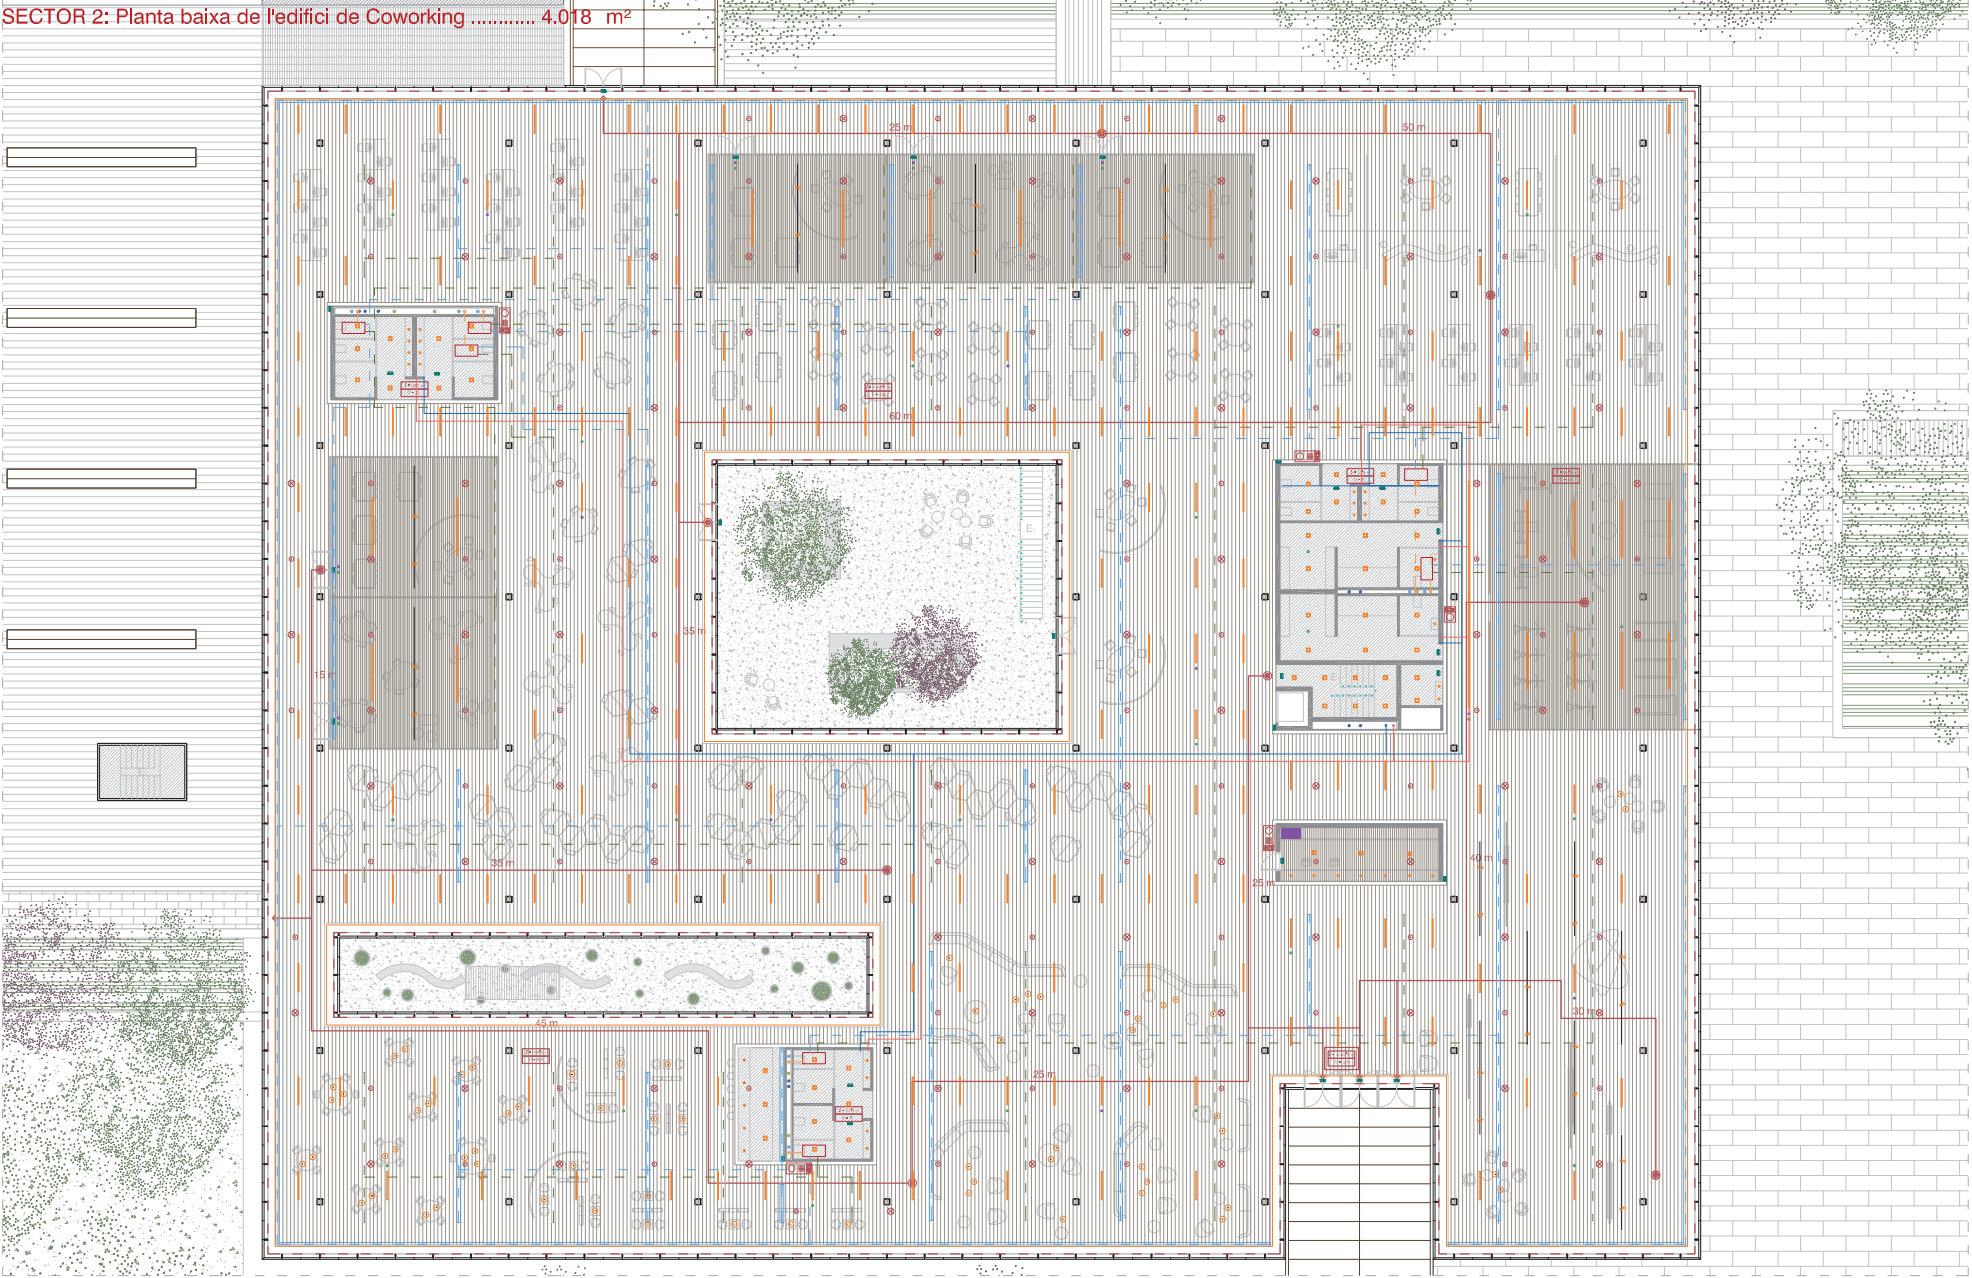 SECTOR 2: Planta baixa de l'edifici de Coworking ............ 4.018 m²
25 m
50 m
60 m
E.
35 m
15 m
35 m
40 m
25 m
30 m
45 m
25 m